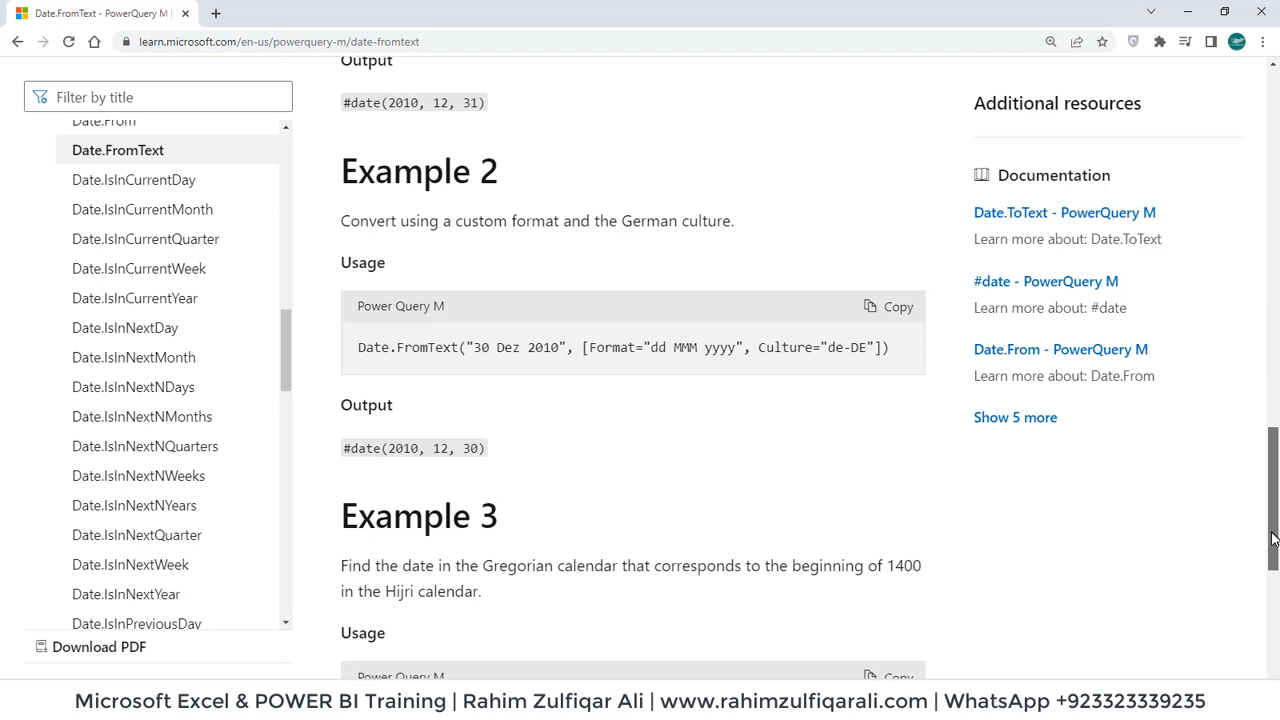 Date.FromText - PowerQuery M |
learn.microsoft.com/en-us/powerquery-m/date-fromtext
Filter by title
Date.From
Date.FromText
Date.IsInCurrentDay
Date.IsInCurrentMonth
Date.IsInCurrentQuarter
Date.IsInCurrentWeek
Date.IsInCurrentYear
Date.IsInNextDay
Date.IsInNextMonth
Date.IsInNextNDays
Date.IsInNextNMonths
Date.IsInNextNQuarters
Date.IsInNextNWeeks
Date.IsInNextNYears
Date.IsInNextQuarter
Date.IsInNextWeek
Date.IsInNextYear
Date.IsInPreviousDay
Download PDF
Output
#date(2010, 12, 31)
Example 2
Convert using a custom format and the German culture.
Usage
Power Query M
Copy
Date.FromText("30 Dez 2010", [Format="dd MMM yyyy", Culture="de-DE"])
Output
#date(2010, 12, 30)
Example 3
Find the date in the Gregorian calendar that corresponds to the beginning of 1400
in the Hijri calendar.
Usage
Power Query M
Copy
Additional resources
Documentation
Date.ToText - PowerQuery M
Learn more about: Date.ToText
#date - PowerQuery M
Learn more about: #date
Date.From - PowerQuery M
Learn more about: Date.From
Show 5 more
Microsoft Excel & POWER BI Training | Rahim Zulfiqar Ali | www.rahimzulfiqarali.com | WhatsApp +923323339235